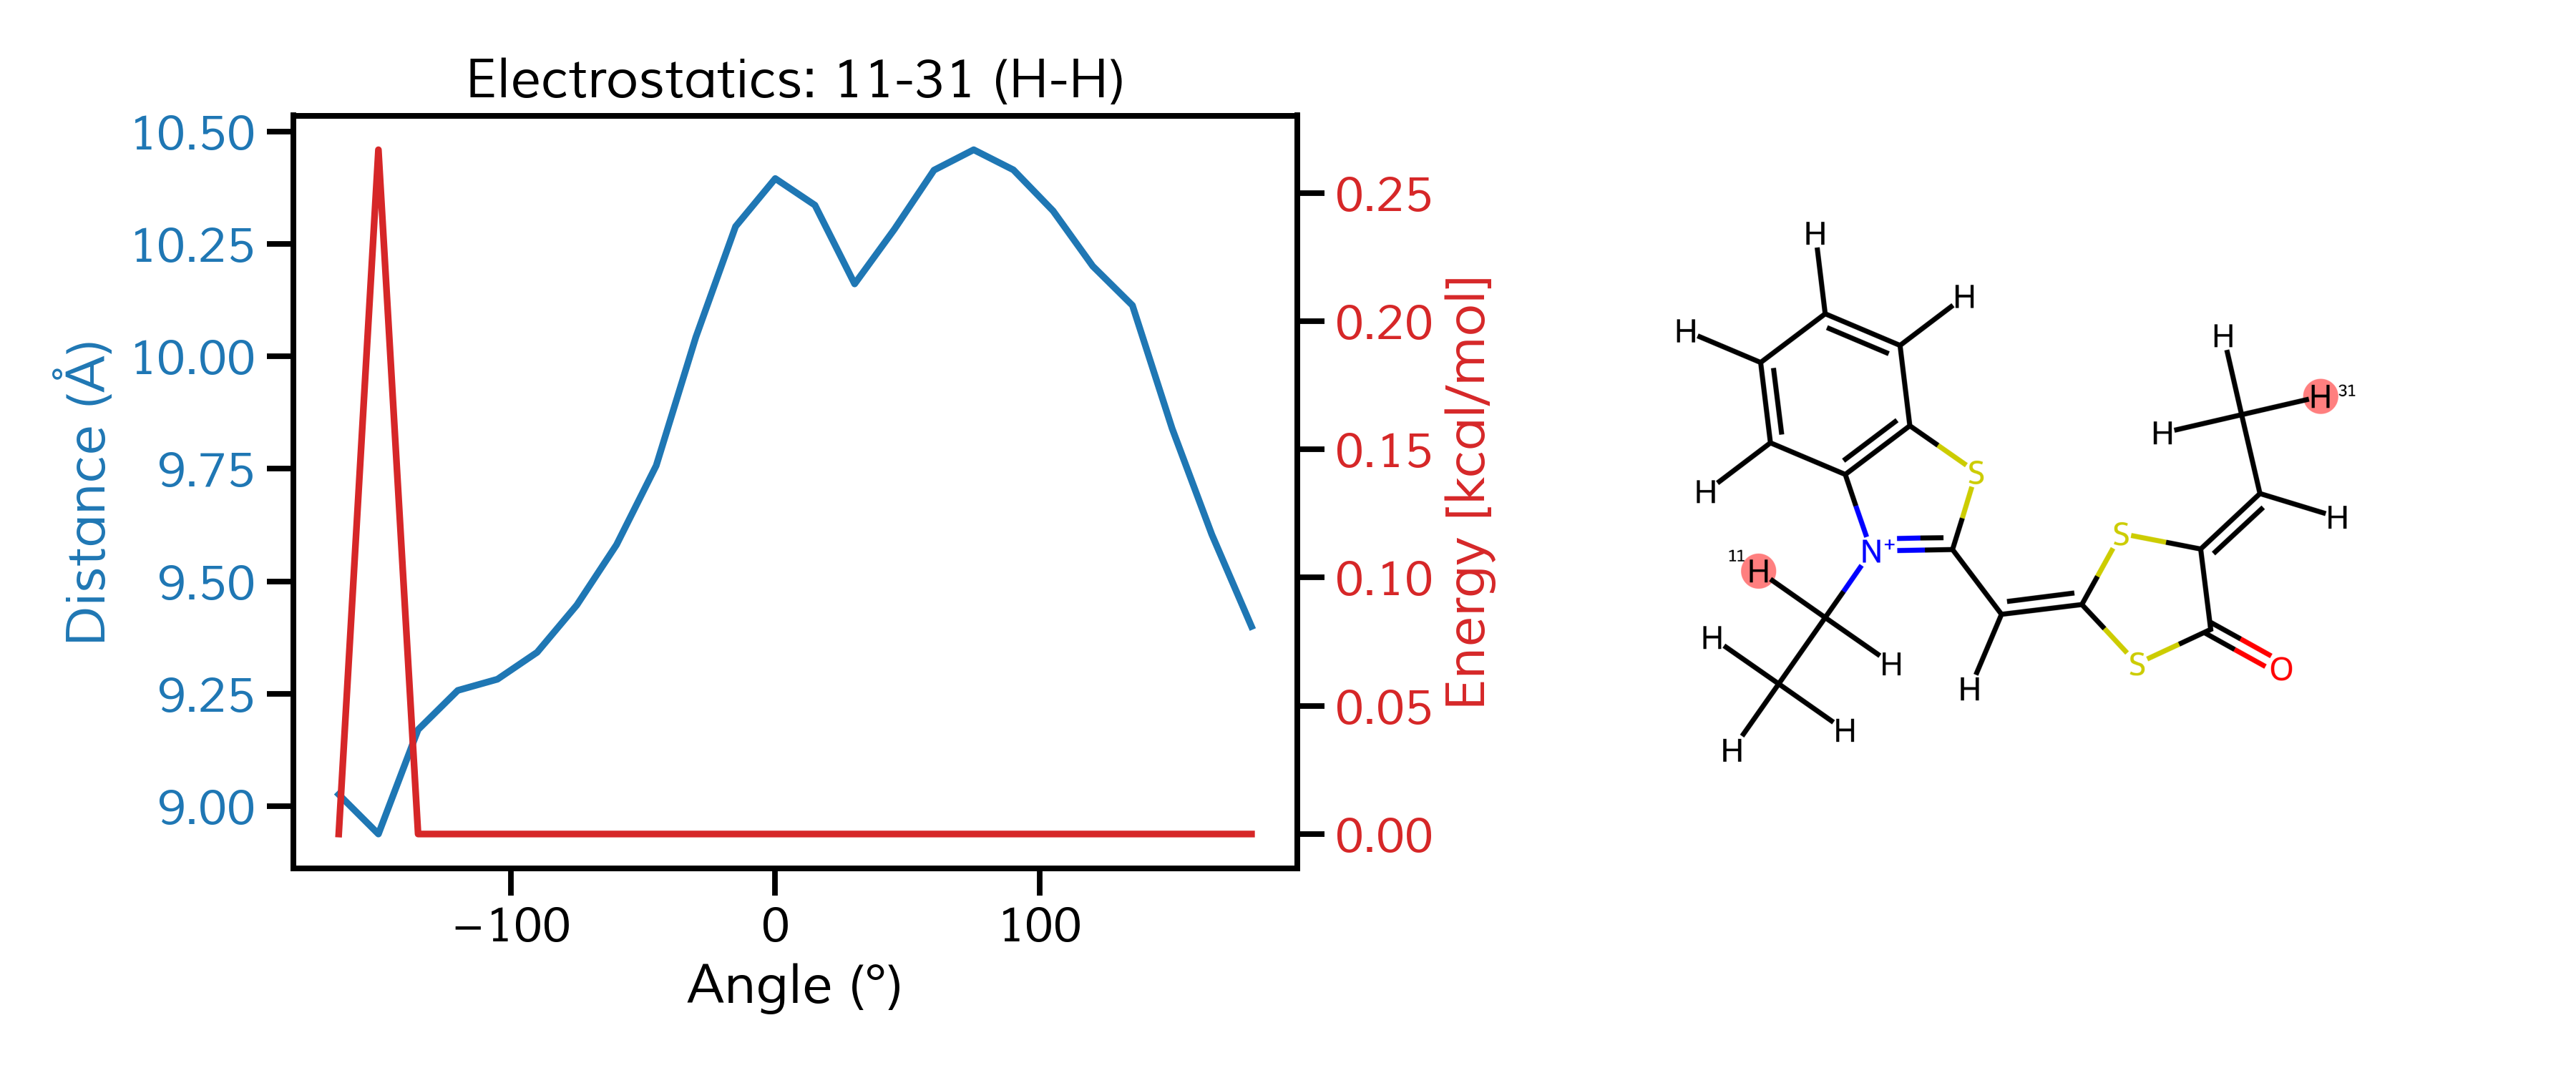 Electrostatics: 11-31 (H-H)
10.50
10.25
10.00
9.75
9.50
9.25
9.00
Distance (Å)
0.25
0.20
0.15
0.10
0.05
0.00
Energy [kcal/mol]
−100 0 100
Angle (°)
H
H
H
H
H
H 31
H
S
H
H
S
N+
11 H
H
H
S
O
H
H
H